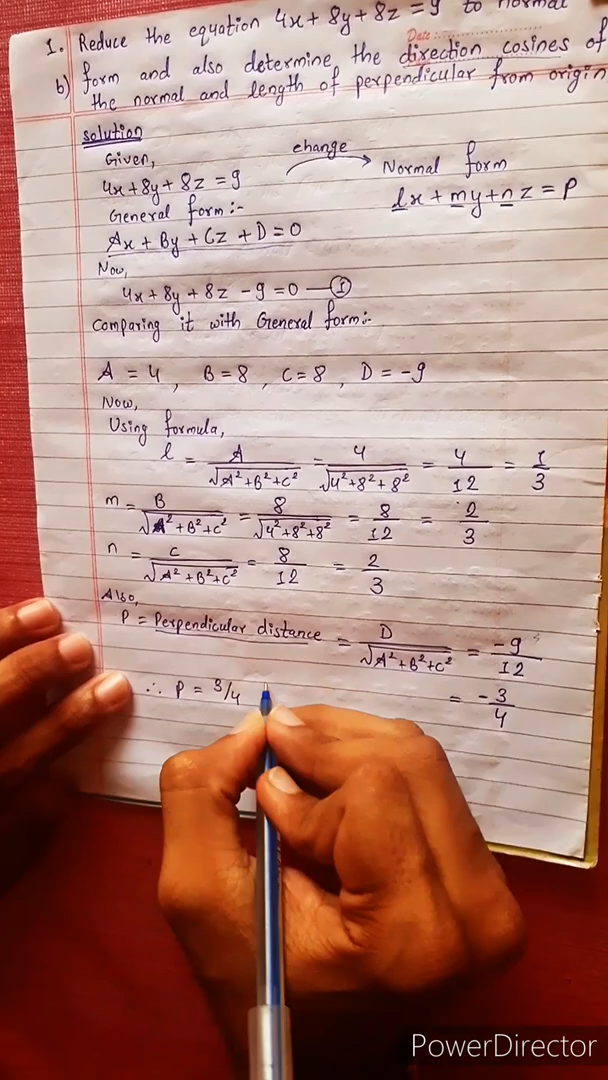 1. Reduce the equation 4x + 8y + 8z = 9 to normal
Date:
b) form and also determine the direction cosines of
the normal and length of perpendicular from origin
solution
Given,
4x + 8y + 8z = 9
change
Normal form
lx + my + nz = P
General form:-
Ax + By + Cz + D = 0
Now,
4x + 8y + 8z - 9 = 0 — ①
Comparing it with General form:-
A = 4 , B = 8 , C = 8 , D = -9
Now,
Using formula,
l = A/√A²+B²+C² = 4/√4²+8²+8² = 4/12 = 1/3
m = B/√A²+B²+C² = 8/√4²+8²+8² = 8/12 = 2/3
n = C/√A²+B²+C² = 8/12 = 2/3
Also,
P = Perpendicular distance = D/√A²+B²+C² = -9/12
= -3/4
∴ P = 3/4
PowerDirector